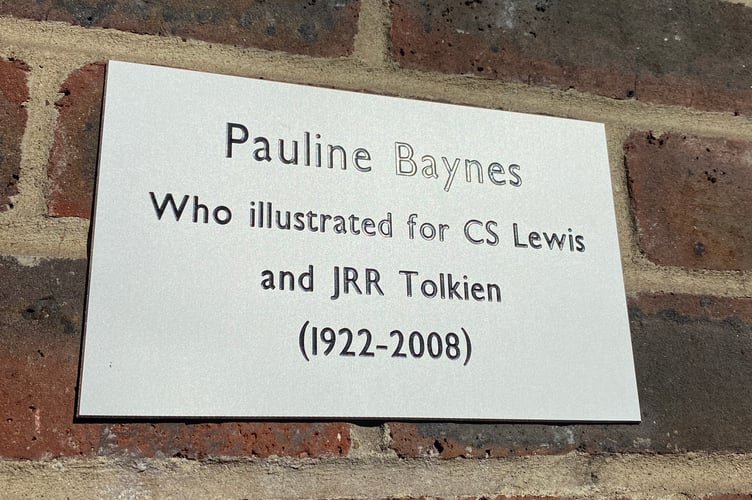 Pauline Baynes
Who illustrated for CS Lewis
and JRR Tolkien
(1922-2008)